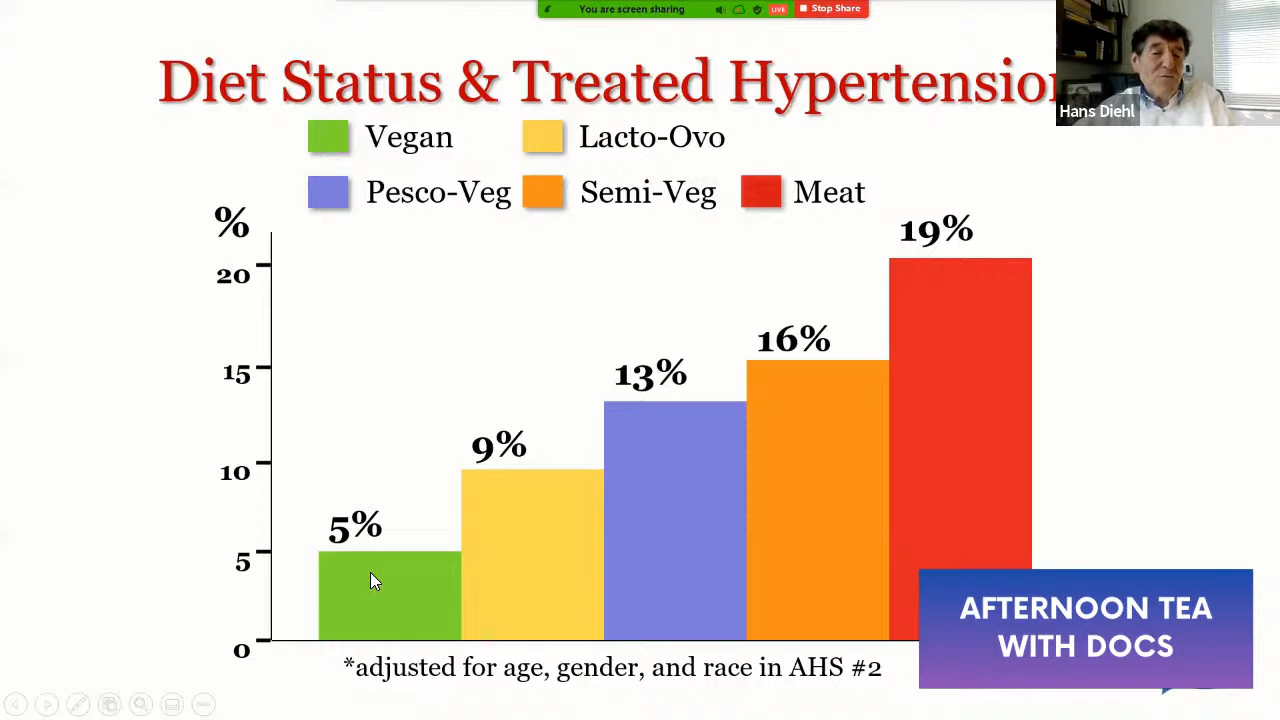 You are screen sharing LIVE Stop Share
Diet Status & Treated Hypertension
Hans Diehl
Vegan Lacto-Ovo
Pesco-Veg Semi-Veg Meat
%
20
15
10
5
0
5%
9%
13%
16%
19%
*adjusted for age, gender, and race in AHS #2
AFTERNOON TEA
WITH DOCS